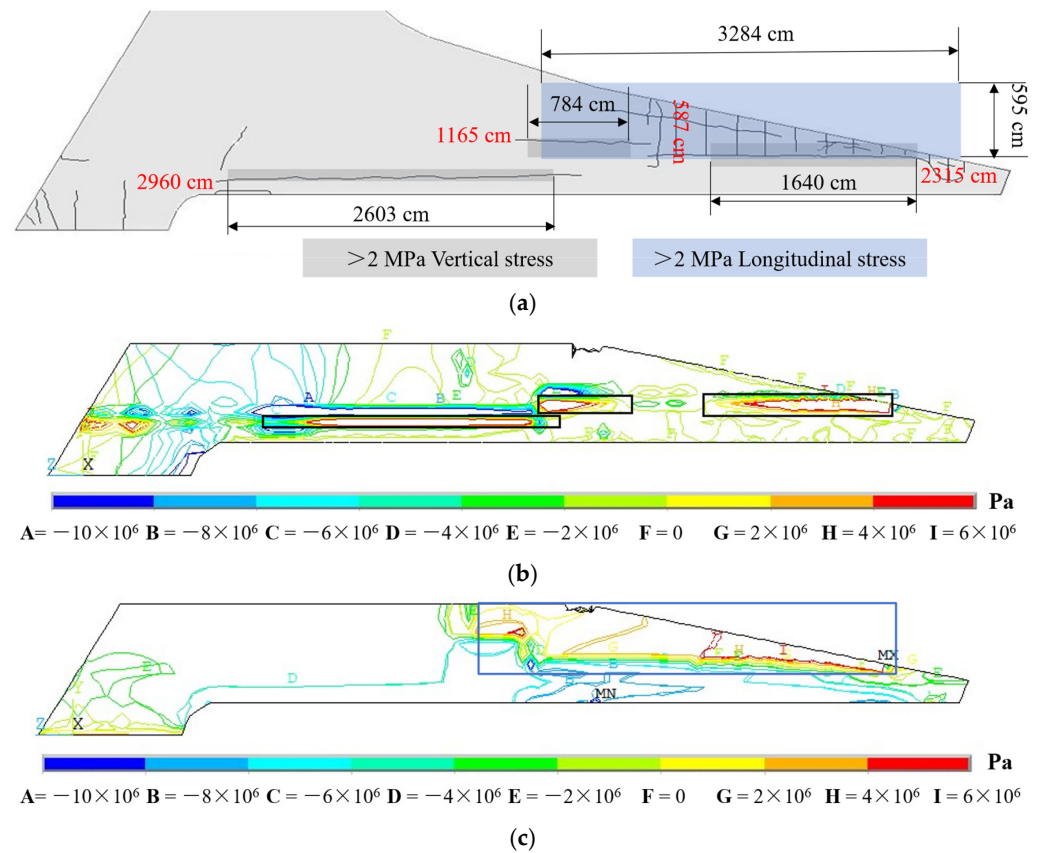 3284 cm
784 cm
587 cm
595 cm
1165 cm
2960 cm
1640 cm
2315 cm
2603 cm
>2 MPa Vertical stress
>2 MPa Longitudinal stress
(a)
F
A C B E
F
F
I D F H E B
F
Z X
Pa
A= −10×10⁶ B = −8×10⁶ C = −6×10⁶ D = −4×10⁶ E = −2×10⁶ F = 0 G = 2×10⁶ H = 4×10⁶ I = 6×10⁶
(b)
E H
G H I MX G
E D B E
D
MN
Y
Z X
Pa
A= −10×10⁶ B = −8×10⁶ C = −6×10⁶ D = −4×10⁶ E = −2×10⁶ F = 0 G = 2×10⁶ H = 4×10⁶ I = 6×10⁶
(c)